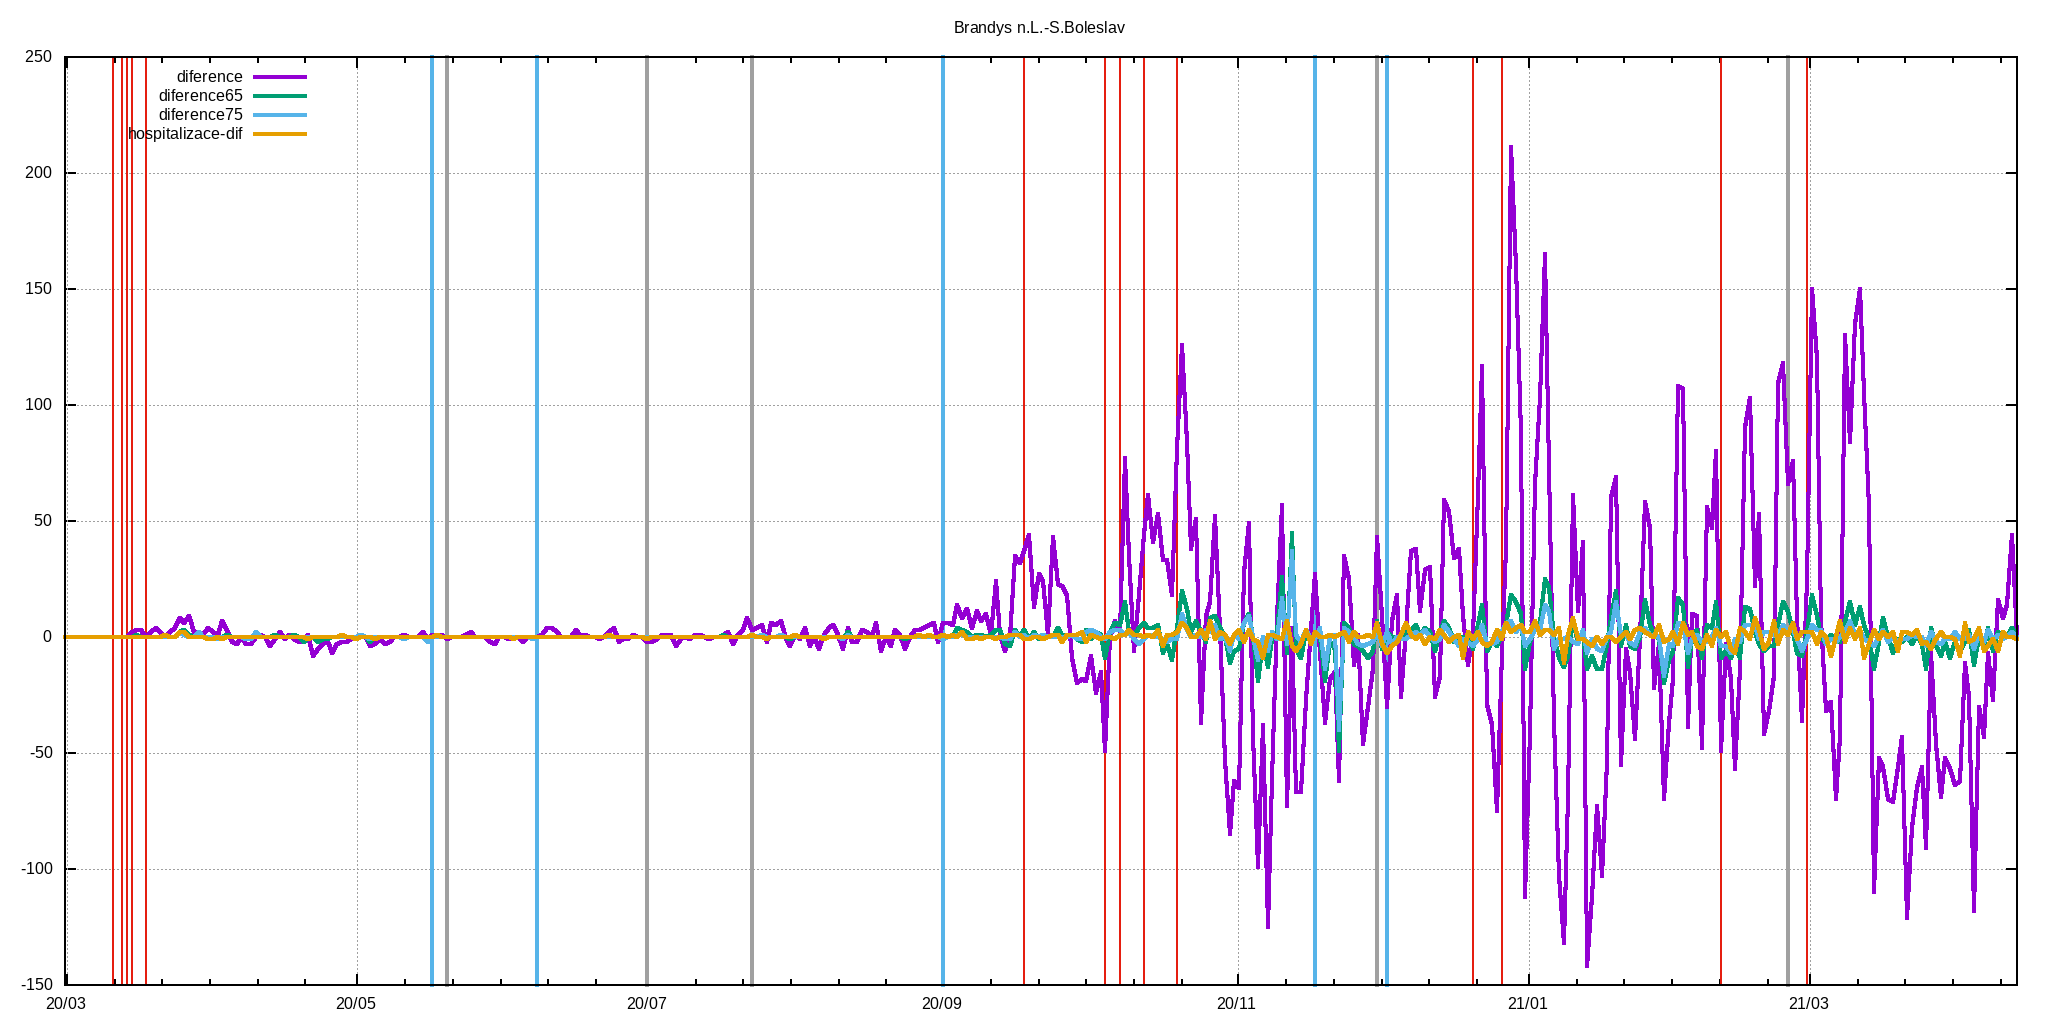 Brandys n.L.-S.Boleslav
250
200
150
100
50
0
-50
-100
-150
diference
diference65
diference75
hospitalizace-dif
20/03 20/05 20/07 20/09 20/11 21/01 21/03